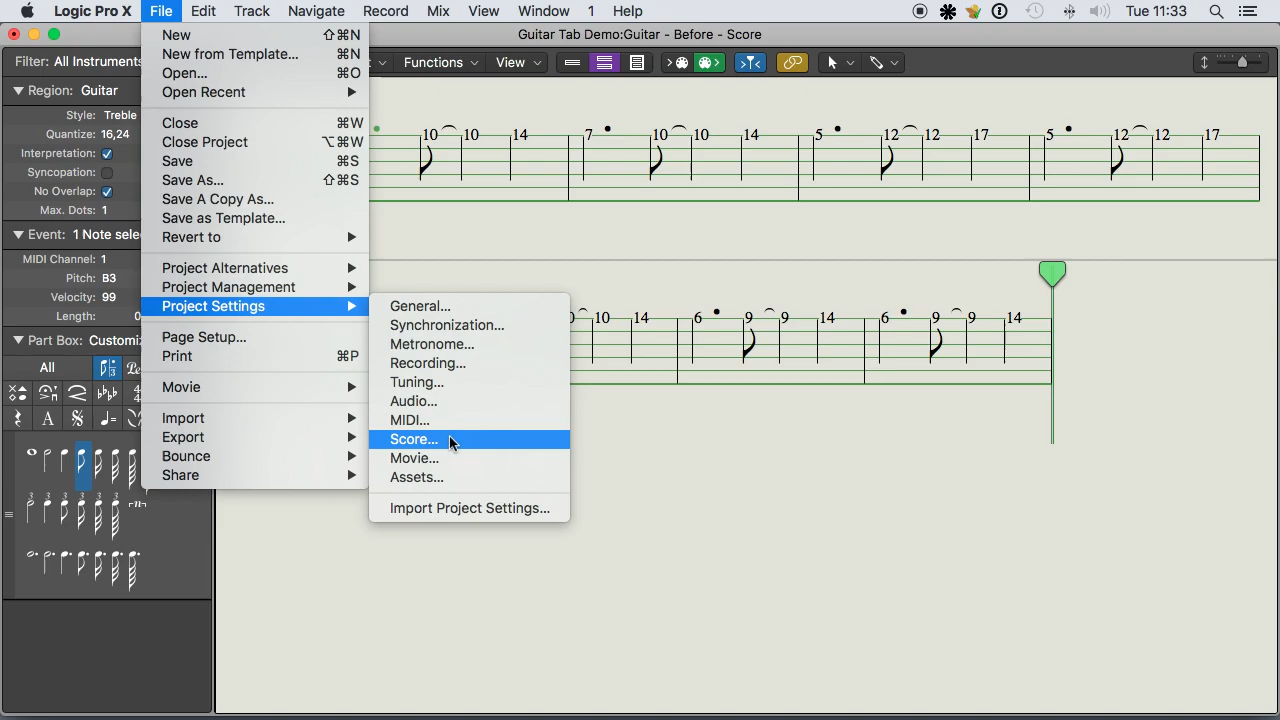 Logic Pro X File Edit Track Navigate Record Mix View Window 1 Help Tue 11:33
Guitar Tab Demo:Guitar - Before - Score
Filter: All Instruments
Functions View
Region: Guitar
Style: Treble
Quantize: 16,24
Interpretation:
Syncopation:
No Overlap:
Max. Dots: 1
Event: 1 Note sele
MIDI Channel: 1
Pitch: B3
Velocity: 99
Length: 0
Part Box: Customi
All
New ⇧⌘N
New from Template... ⌘N
Open... ⌘O
Open Recent
Close ⌘W
Close Project ⌥⌘W
Save ⌘S
Save As... ⇧⌘S
Save A Copy As...
Save as Template...
Revert to
Project Alternatives
Project Management
Project Settings
Page Setup...
Print ⌘P
Movie
Import
Export
Bounce
Share
General...
Synchronization...
Metronome...
Recording...
Tuning...
Audio...
MIDI...
Score...
Movie...
Assets...
Import Project Settings...
10 10 14 7 10 10 14 5 12 12 17 5 12 12 17
10 14 6 9 9 14 6 9 9 14